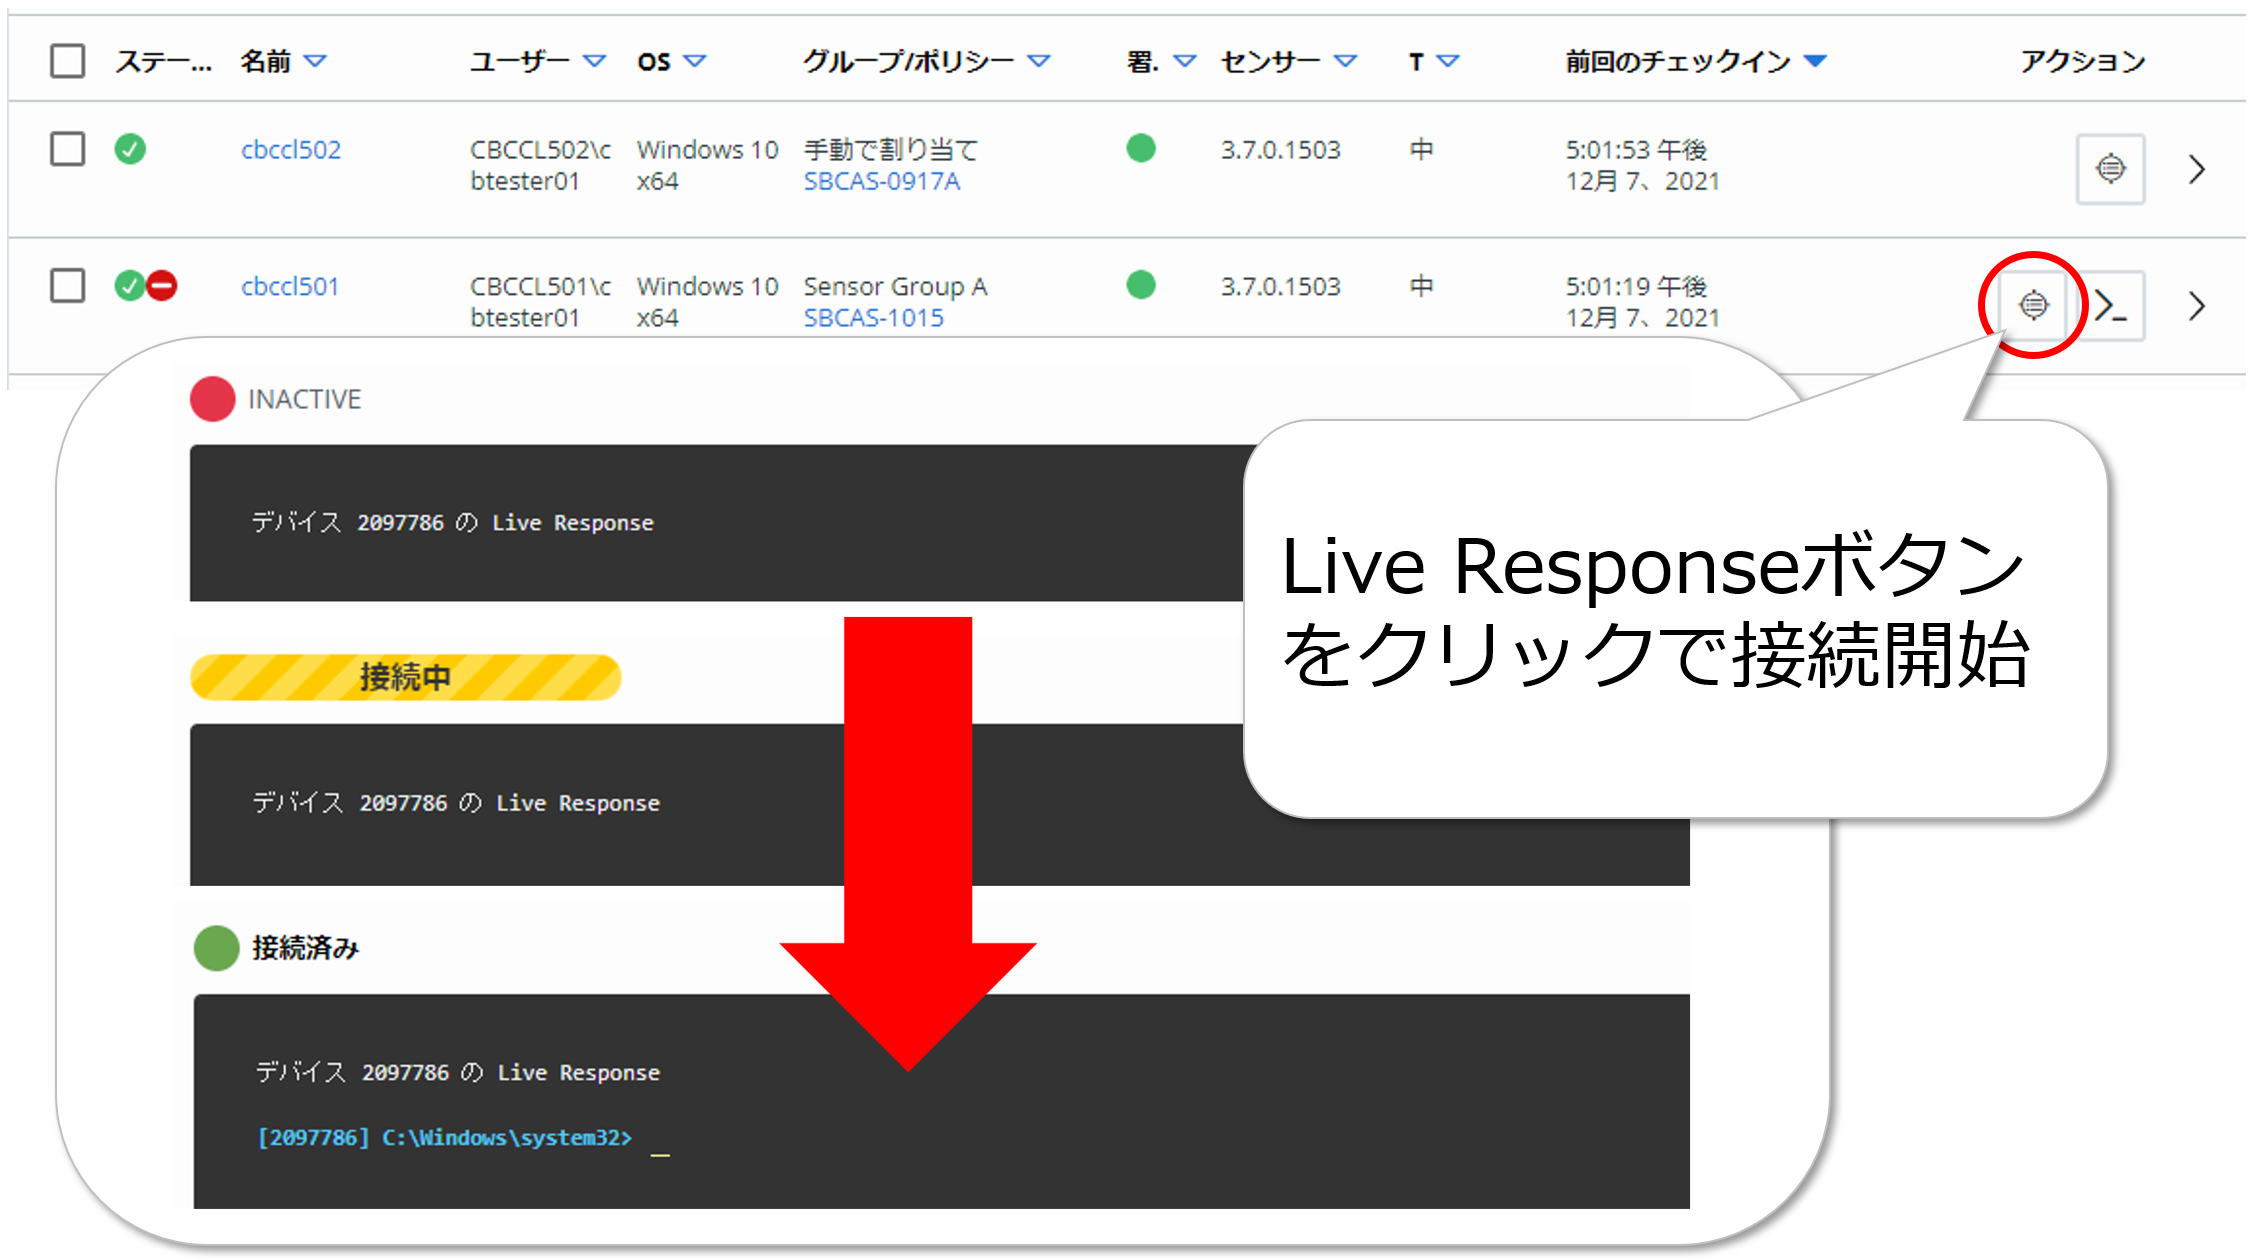 ステー... 名前 ユーザー OS グループ/ポリシー 署. センサー T 前回のチェックイン アクション
cbccl502 CBCCL502\c Windows 10 手動で割り当て 3.7.0.1503 中 5:01:53 午後
btester01 x64 SBCAS-0917A 12月 7、2021
cbccl501 CBCCL501\c Windows 10 Sensor Group A 3.7.0.1503 中 5:01:19 午後
btester01 x64 SBCAS-1015 12月 7、2021
INACTIVE
デバイス 2097786 の Live Response
Live Responseボタン
をクリックで接続開始
接続中
デバイス 2097786 の Live Response
接続済み
デバイス 2097786 の Live Response
[2097786] C:\Windows\system32> _